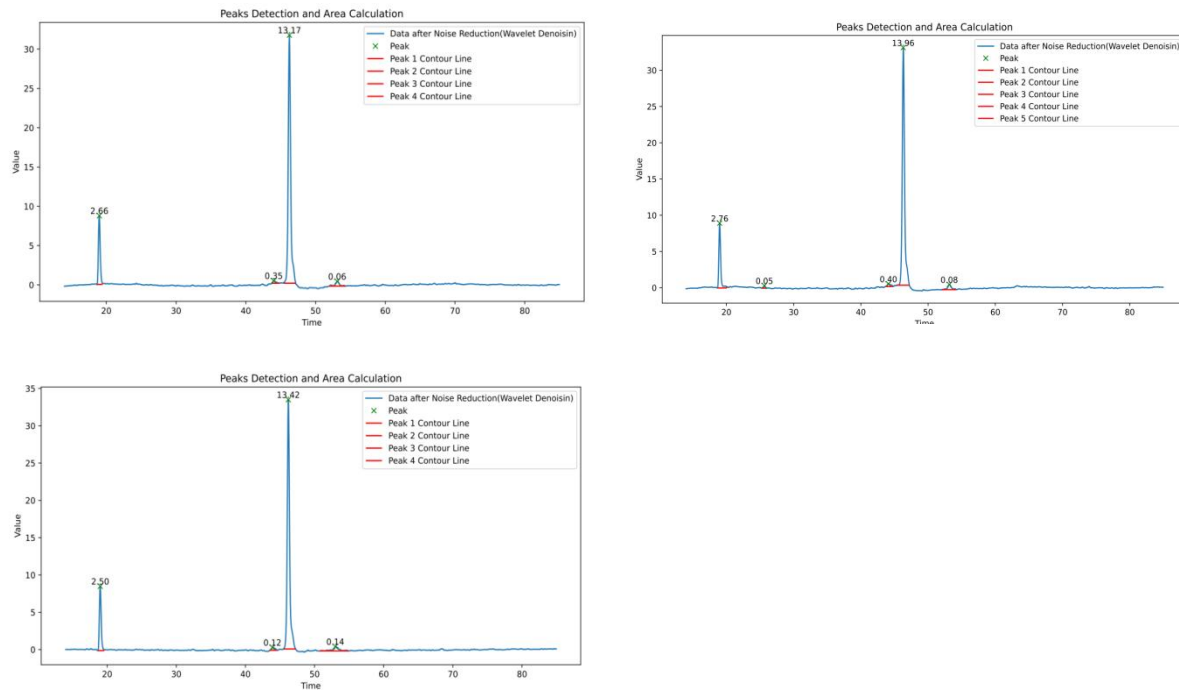 Peaks Detection and Area Calculation
13.17
Data after Noise Reduction(Wavelet Denoisin)
Peak
Peak 1 Contour Line
Peak 2 Contour Line
Peak 3 Contour Line
Peak 4 Contour Line
30
25
20
15
10
5
0
Value
2.66
0.35
0.06
20
30
40
50
60
70
80
Time
Peaks Detection and Area Calculation
13.96
Data after Noise Reduction(Wavelet Denoisin)
Peak
Peak 1 Contour Line
Peak 2 Contour Line
Peak 3 Contour Line
Peak 4 Contour Line
Peak 5 Contour Line
30
25
20
15
10
5
0
Value
2.76
0.05
0.40
0.08
20
30
40
50
60
70
80
Time
Peaks Detection and Area Calculation
13.42
Data after Noise Reduction(Wavelet Denoisin)
Peak
Peak 1 Contour Line
Peak 2 Contour Line
Peak 3 Contour Line
Peak 4 Contour Line
35
30
25
20
15
10
5
0
Value
2.50
0.12
0.14
20
30
40
50
60
70
80
Time